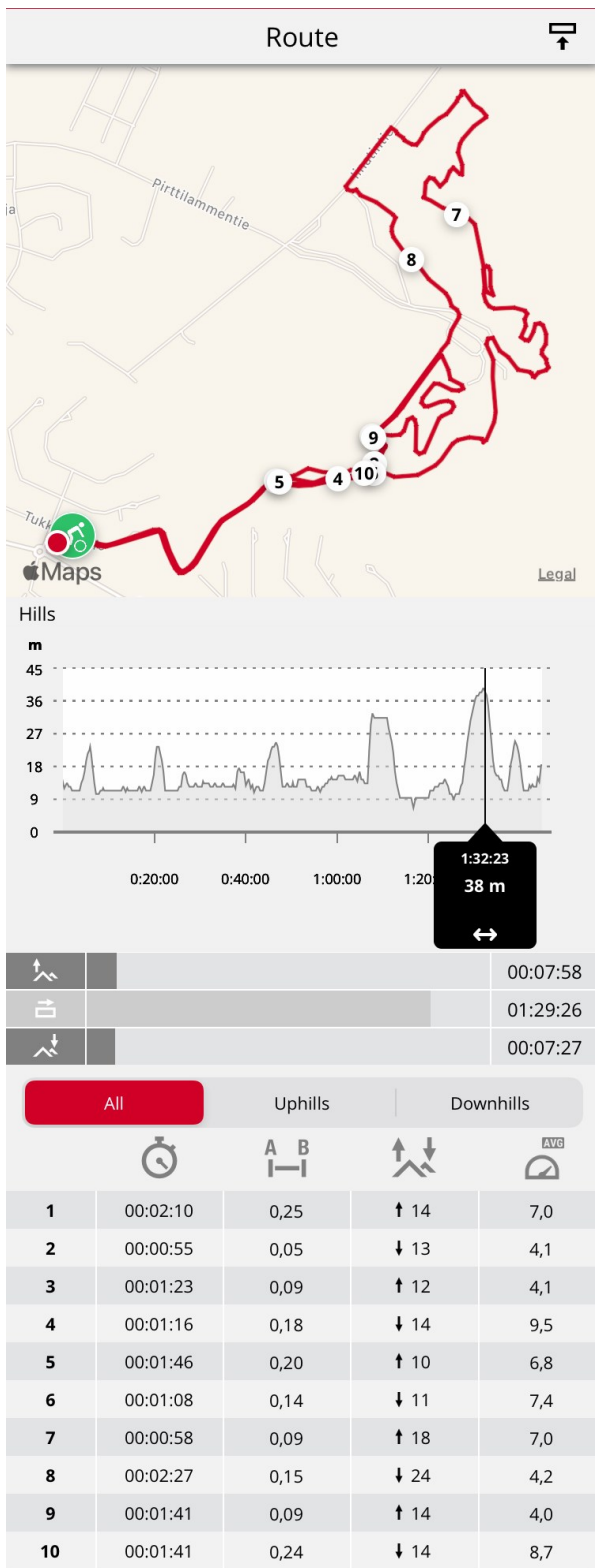 Route
ja
Pirttilammentie
7
8
9
5
4
10
Tukk
Maps
Legal
Hills
m
45
36
27
18
9
0
0:20:00 0:40:00 1:00:00 1:20:
1:32:23
38 m
00:07:58
01:29:26
00:07:27
All Uphills Downhills
A B
AVG
1 00:02:10 0,25 ↑ 14 7,0
2 00:00:55 0,05 ↓ 13 4,1
3 00:01:23 0,09 ↑ 12 4,1
4 00:01:16 0,18 ↓ 14 9,5
5 00:01:46 0,20 ↑ 10 6,8
6 00:01:08 0,14 ↓ 11 7,4
7 00:00:58 0,09 ↑ 18 7,0
8 00:02:27 0,15 ↓ 24 4,2
9 00:01:41 0,09 ↑ 14 4,0
10 00:01:41 0,24 ↓ 14 8,7